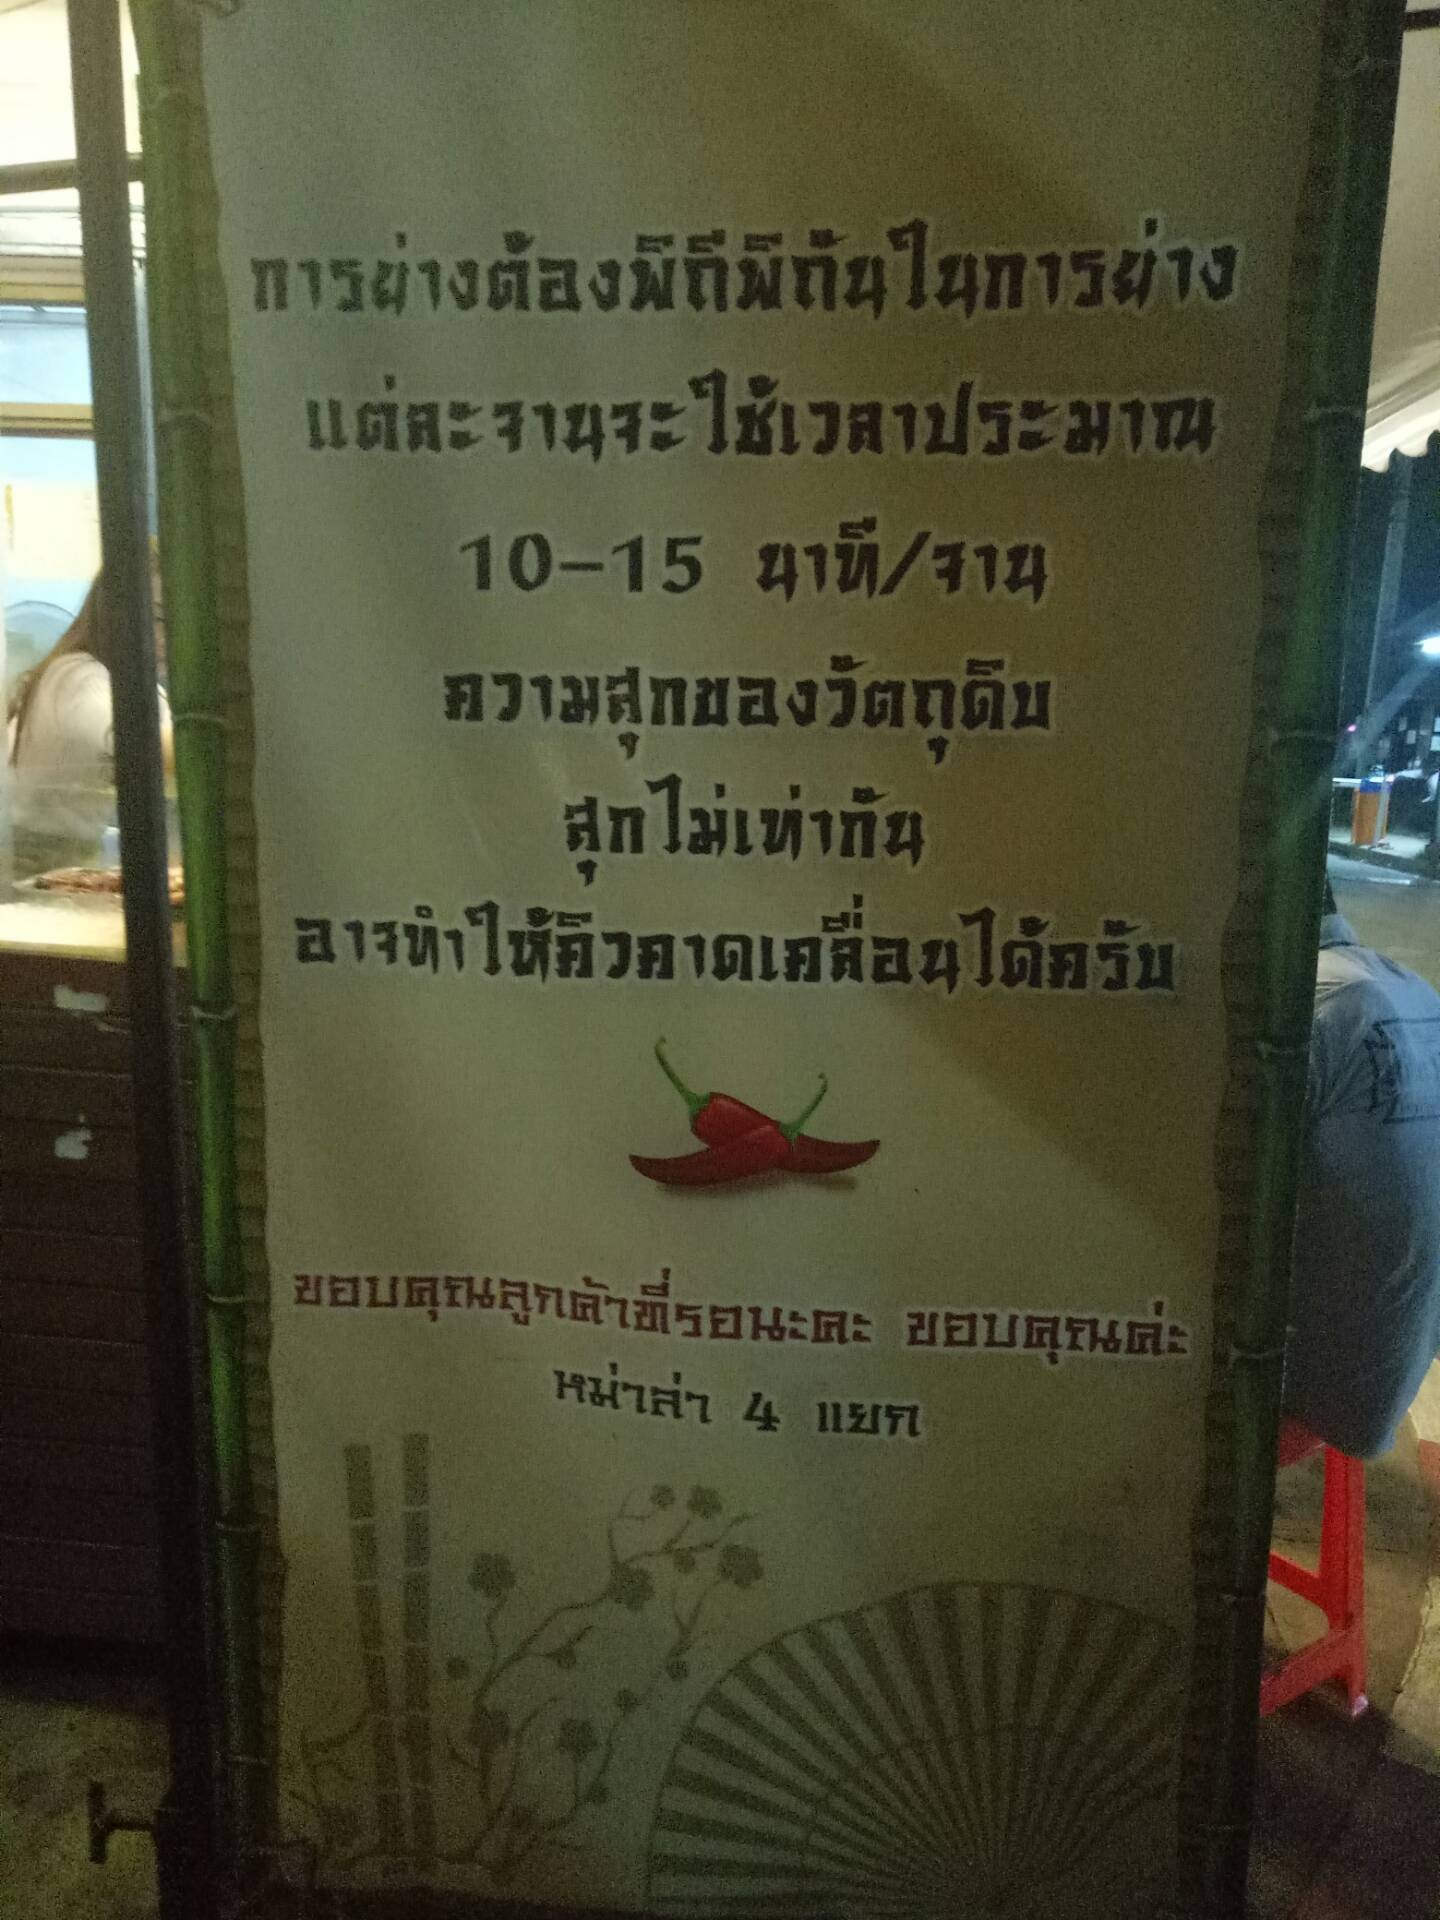 การย่างต้องพิถีพิถันในการย่าง
แต่ละจานจะใช้เวลาประมาณ
10-15 นาที/จาน
ความสุกของวัตถุดิบ
สุกไม่เท่ากัน
อาจทำให้คิวคาดเคลื่อนได้ครับ
ขอบคุณลูกค้าที่รอนะคะ ขอบคุณค่ะ
หม่าล่า 4 แยก